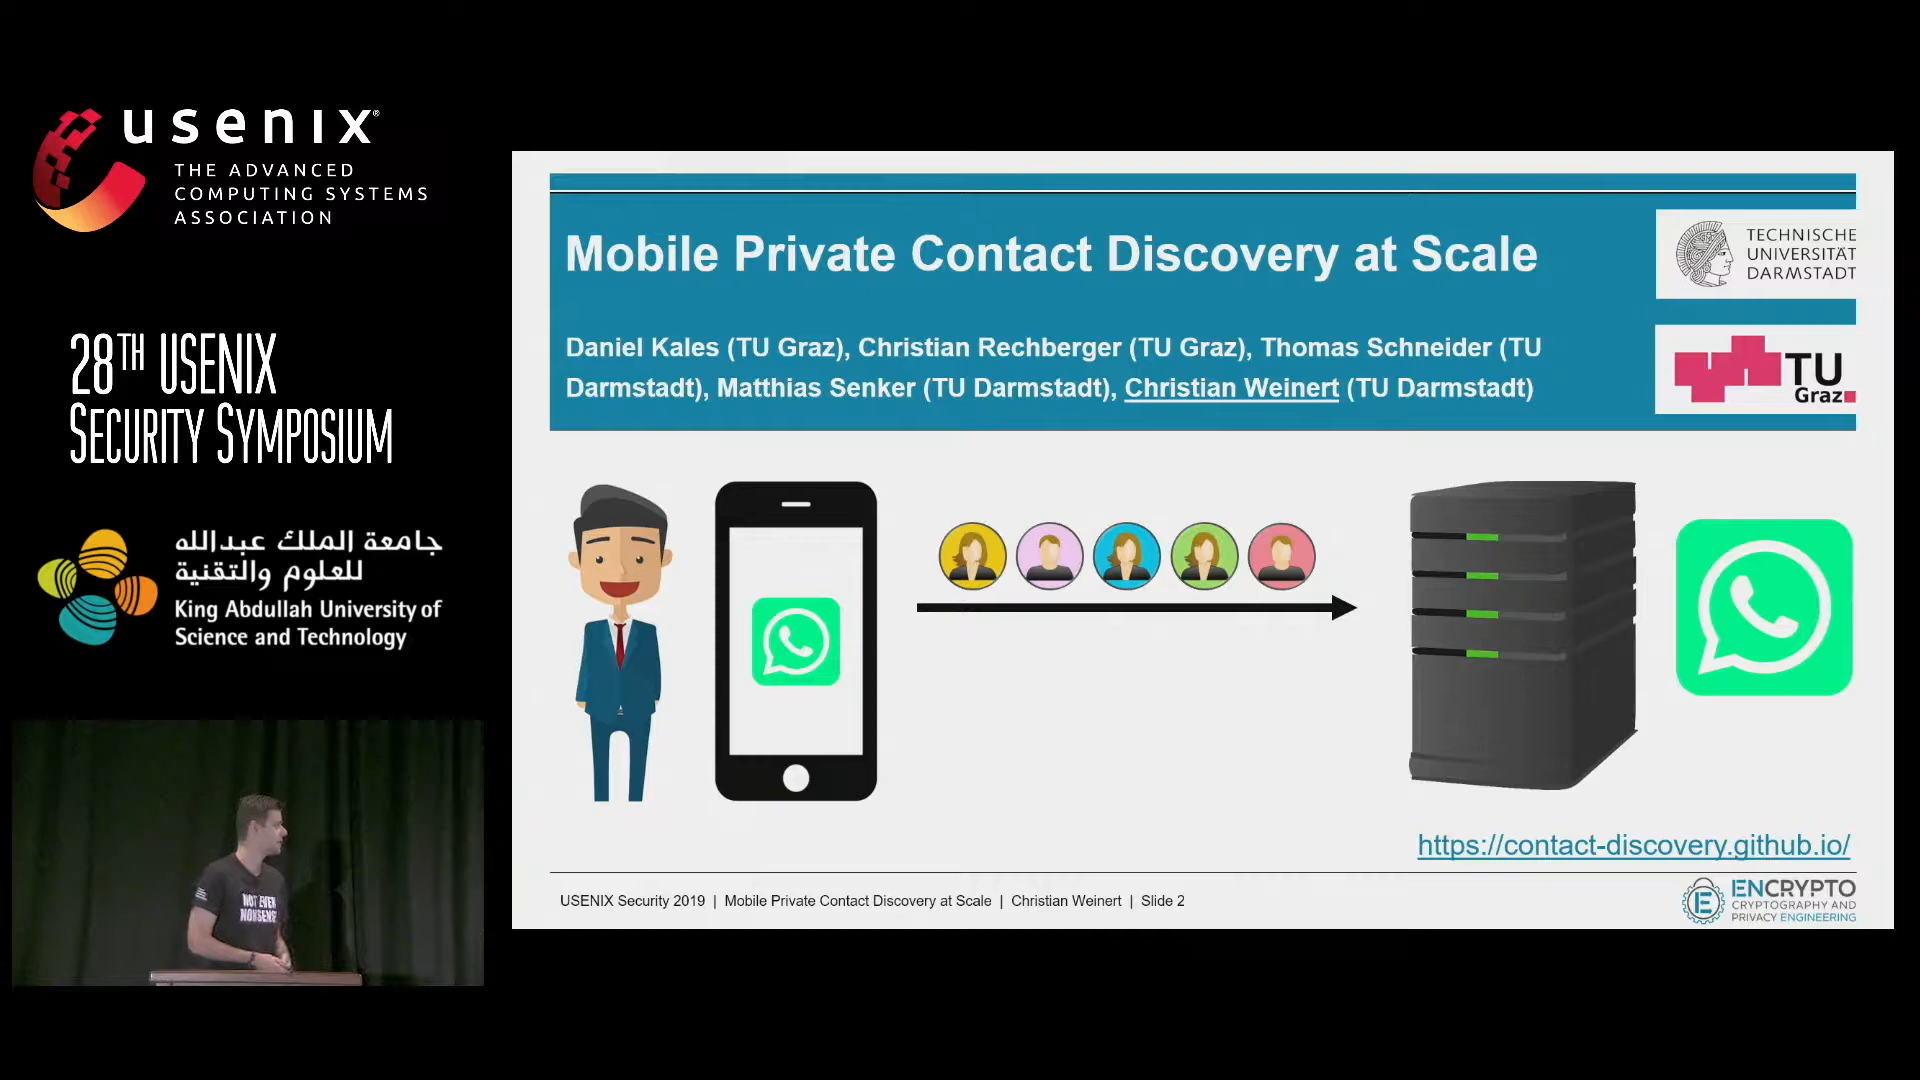 usenix®
THE ADVANCED
COMPUTING SYSTEMS
ASSOCIATION
28TH USENIX
SECURITY SYMPOSIUM
جامعة الملك عبدالله
للعلوم والتقنية
King Abdullah University of
Science and Technology
NOT EVEN
NONSENSE
Mobile Private Contact Discovery at Scale
Daniel Kales (TU Graz), Christian Rechberger (TU Graz), Thomas Schneider (TU
Darmstadt), Matthias Senker (TU Darmstadt), Christian Weinert (TU Darmstadt)
TECHNISCHE
UNIVERSITÄT
DARMSTADT
TU
Graz
https://contact-discovery.github.io/
USENIX Security 2019 | Mobile Private Contact Discovery at Scale | Christian Weinert | Slide 2
E
ENCRYPTO
CRYPTOGRAPHY AND
PRIVACY ENGINEERING